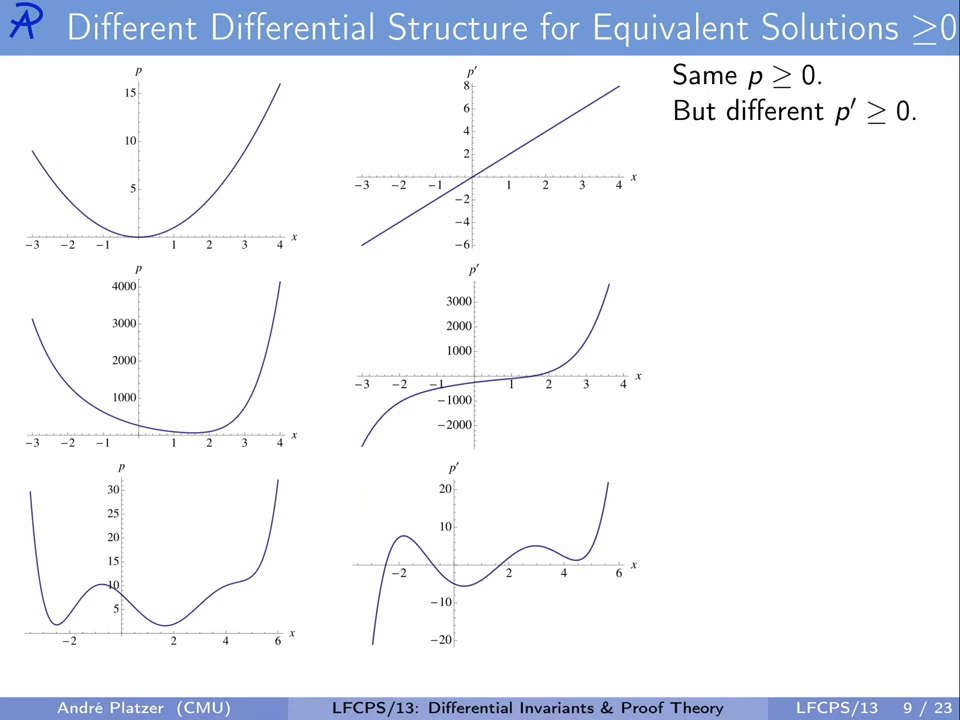 Different Differential Structure for Equivalent Solutions ≥0
Same p ≥ 0.
But different p′ ≥ 0.
p
15
10
5
−3 −2 −1 1 2 3 4 x
p′
8
6
4
2
−3 −2 −1 1 2 3 4 x
−2
−4
−6
p
4000
3000
2000
1000
−3 −2 −1 1 2 3 4 x
p′
3000
2000
1000
−3 −2 −1 1 2 3 4 x
−1000
−2000
p
30
25
20
15
10
5
−2 2 4 6 x
p′
20
10
−2 2 4 6 x
−10
−20
André Platzer (CMU) LFCPS/13: Differential Invariants & Proof Theory LFCPS/13 9 / 23